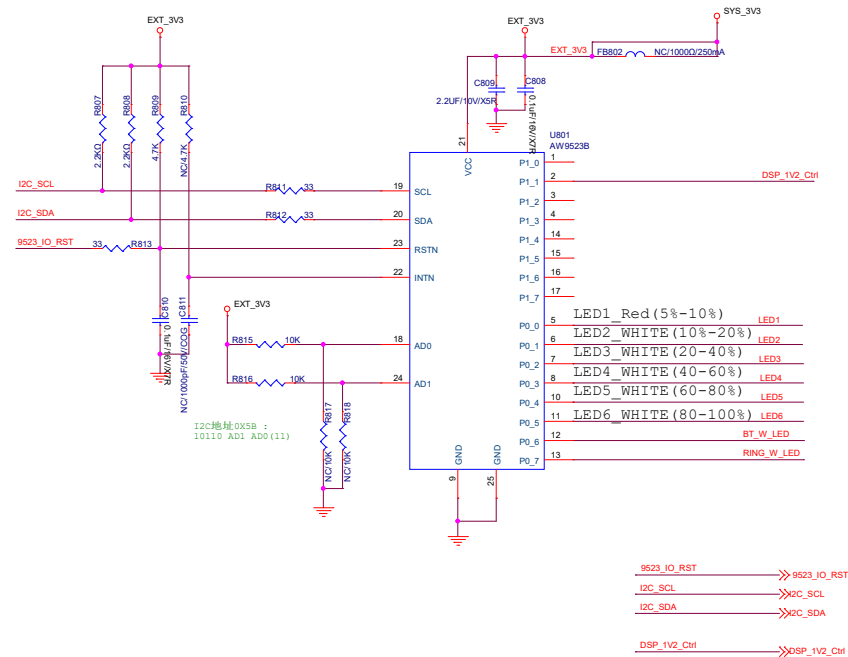 EXT_3V3
EXT_3V3
SYS_3V3
EXT_3V3
FB802
NC/1000Ω/250mA
R807
R808
R809
R810
2.2KΩ
2.2KΩ
4.7K
NC/4.7K
C809
2.2UF/10V/X5R
C808
0.1uF/16V/X7R
U801
AW9523B
21
VCC
I2C_SCL
R811
33
19
SCL
I2C_SDA
R812
33
20
SDA
9523_IO_RST
33
R813
23
RSTN
22
INTN
C810
0.1uF/16V/X7R
C811
NC/1000pF/50V/COG
EXT_3V3
R815
10K
18
AD0
R816
10K
24
AD1
R817
NC/10K
R818
NC/10K
I2C地址0X5B :
10110 AD1 AD0(11)
P1_0
1
P1_1
2
DSP_1V2_Ctrl
P1_2
3
P1_3
4
P1_4
14
P1_5
15
P1_6
16
P1_7
17
LED1_Red(5%-10%)
P0_0
5
LED1
LED2_WHITE(10%-20%)
P0_1
6
LED2
LED3_WHITE(20-40%)
P0_2
7
LED3
LED4_WHITE(40-60%)
P0_3
8
LED4
LED5_WHITE(60-80%)
P0_4
10
LED5
LED6_WHITE(80-100%)
P0_5
11
LED6
P0_6
12
BT_W_LED
P0_7
13
RING_W_LED
GND
GND
9
25
9523_IO_RST
9523_IO_RST
I2C_SCL
I2C_SCL
I2C_SDA
I2C_SDA
DSP_1V2_Ctrl
DSP_1V2_Ctrl